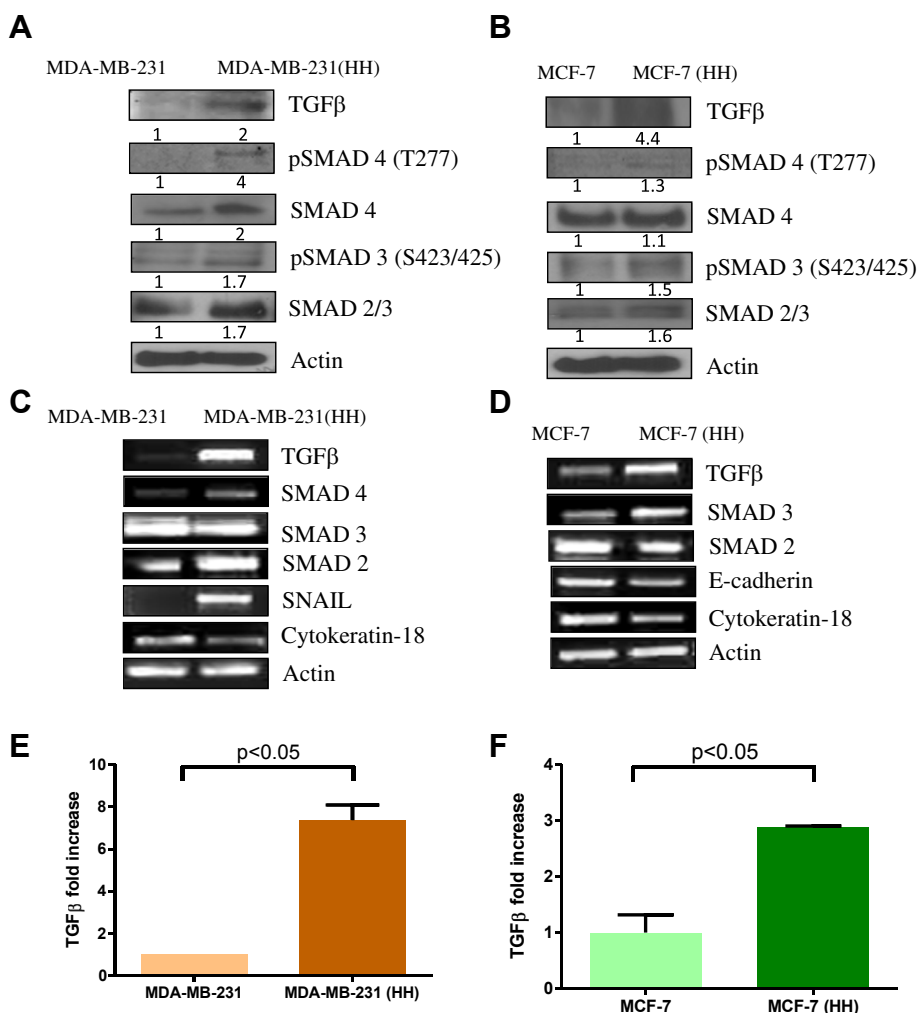 A
MDA-MB-231 MDA-MB-231(HH)
TGFβ
1 2
pSMAD 4 (T277)
1 4
SMAD 4
1 2
pSMAD 3 (S423/425)
1 1.7
SMAD 2/3
1 1.7
Actin
B
MCF-7 MCF-7 (HH)
TGFβ
1 4.4
pSMAD 4 (T277)
1 1.3
SMAD 4
1 1.1
pSMAD 3 (S423/425)
1 1.5
SMAD 2/3
1 1.6
Actin
C
MDA-MB-231 MDA-MB-231(HH)
TGFβ
SMAD 4
SMAD 3
SMAD 2
SNAIL
Cytokeratin-18
Actin
D
MCF-7 MCF-7 (HH)
TGFβ
SMAD 3
SMAD 2
E-cadherin
Cytokeratin-18
Actin
E
p<0.05
TGFβ fold increase
10
8
6
4
2
0
MDA-MB-231 MDA-MB-231 (HH)
F
p<0.05
TGFβ fold increase
4
3
2
1
0
MCF-7 MCF-7 (HH)